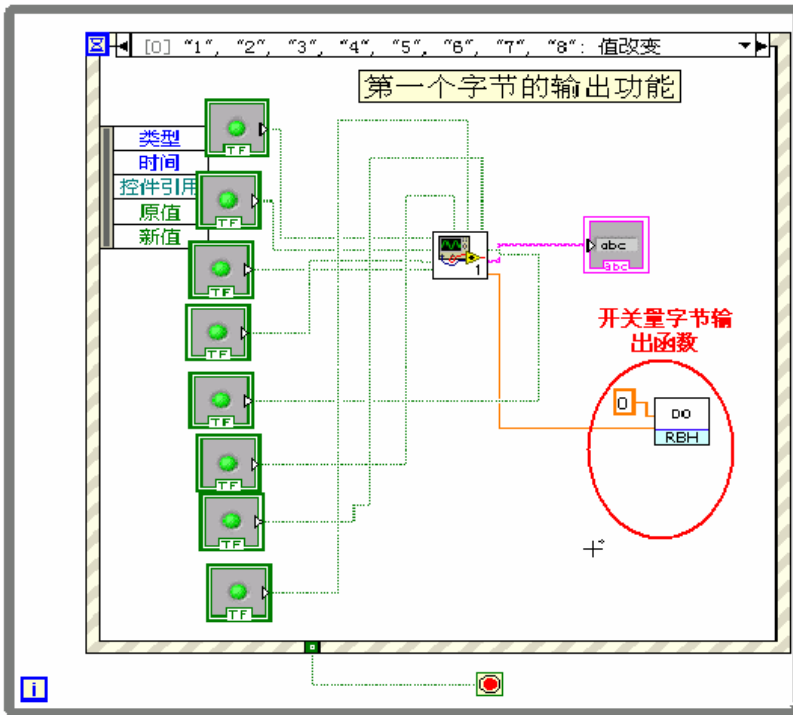 [0] "1", "2", "3", "4", "5", "6", "7", "8": 值改变
第一个字节的输出功能
类型
时间
控件引用
原值
新值
TF
TF
TF
TF
TF
TF
TF
TF
1
abc
abc
开关量字节输
出函数
0
DO
RBH
i